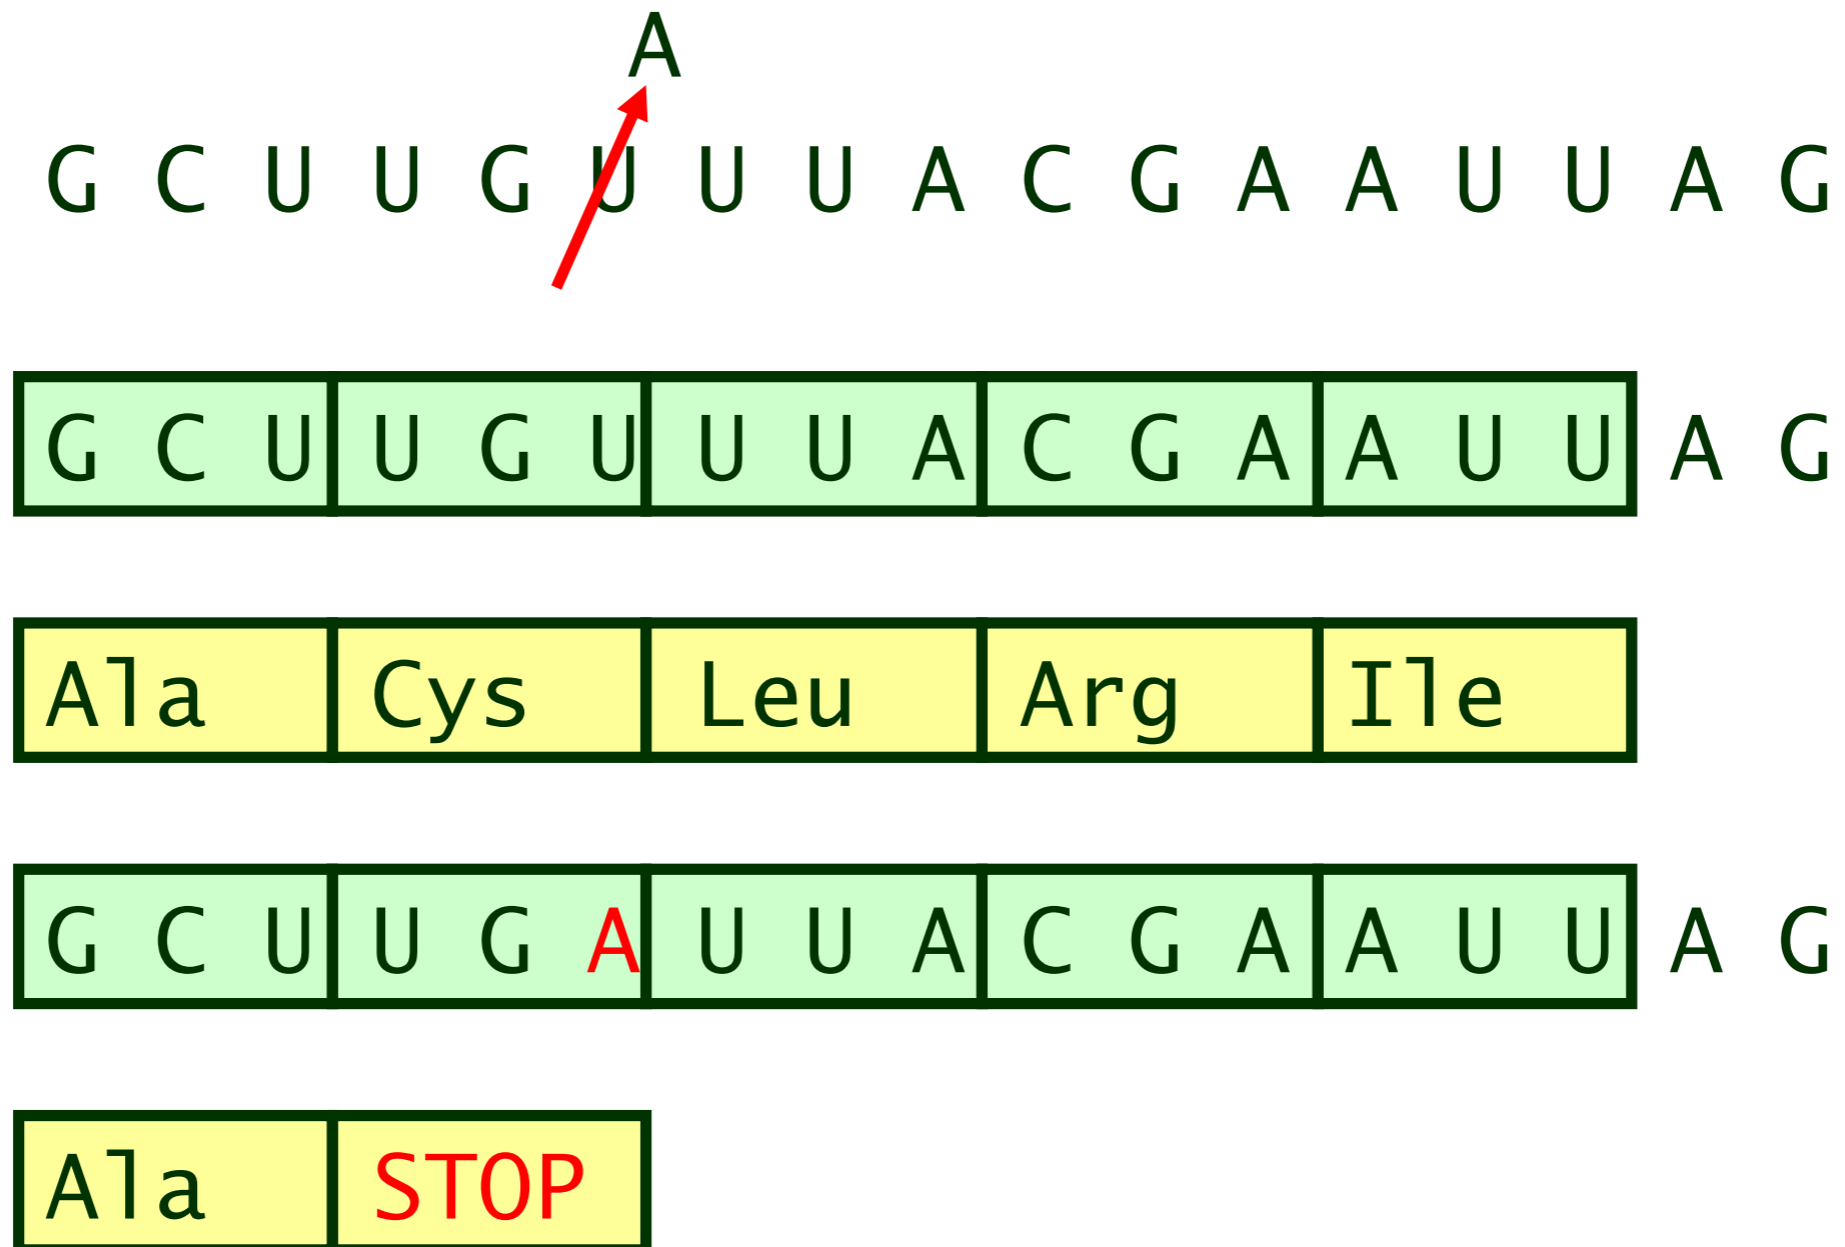 A
G C U U G U U U A C G A A U U A G
G C U U G U U U A C G A A U U A G
Ala Cys Leu Arg Ile
G C U U G A U U A C G A A U U A G
Ala STOP